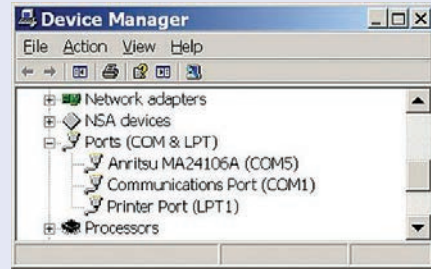 Device Manager
File Action View Help
Network adapters
NSA devices
Ports (COM & LPT)
Anritsu MA24106A (COM5)
Communications Port (COM1)
Printer Port (LPT1)
Processors